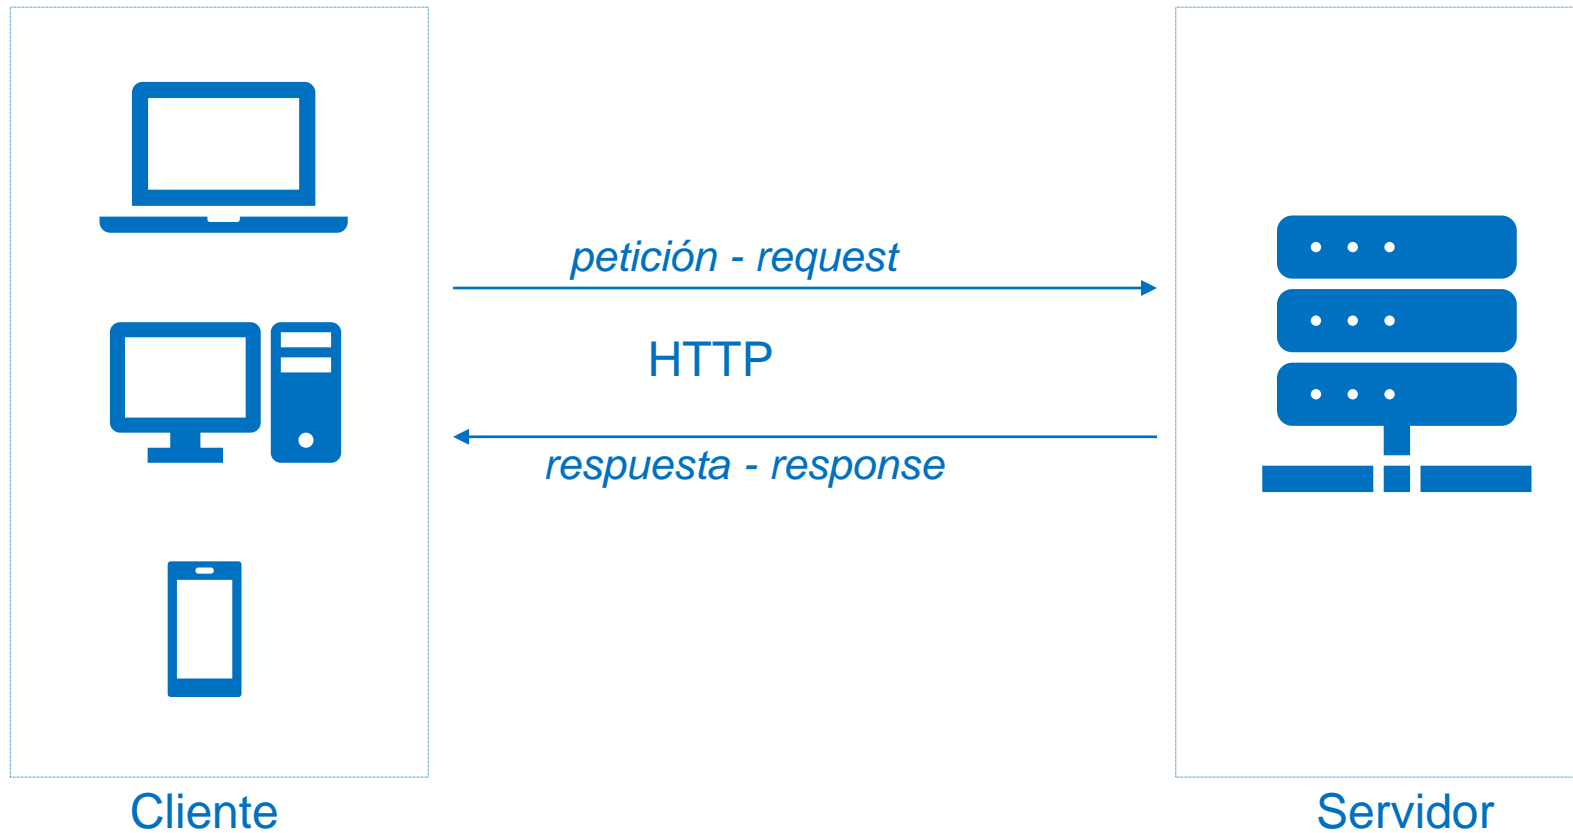 petición - request
HTTP
respuesta - response
Cliente
Servidor